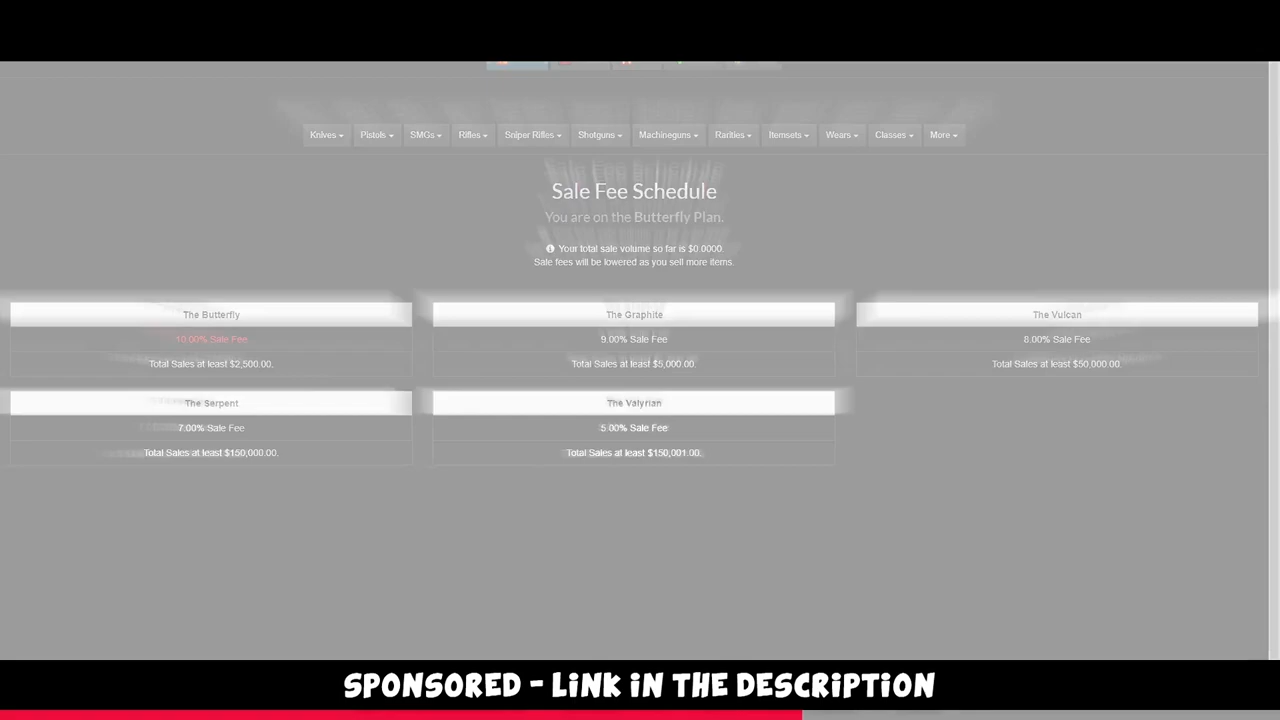 Knives Pistols SMGs Rifles Sniper Rifles Shotguns Machineguns Rarities Itemsets Wears Classes More
Sale Fee Schedule
You are on the Butterfly Plan.
Your total sale volume so far is $0.0000.
Sale fees will be lowered as you sell more items.
The Butterfly
10.00% Sale Fee
Total Sales at least $2,500.00.
The Graphite
9.00% Sale Fee
Total Sales at least $5,000.00.
The Vulcan
8.00% Sale Fee
Total Sales at least $50,000.00.
The Serpent
7.00% Sale Fee
Total Sales at least $150,000.00.
The Valyrian
5.00% Sale Fee
Total Sales at least $150,001.00.
SPONSORED - LINK IN THE DESCRIPTION